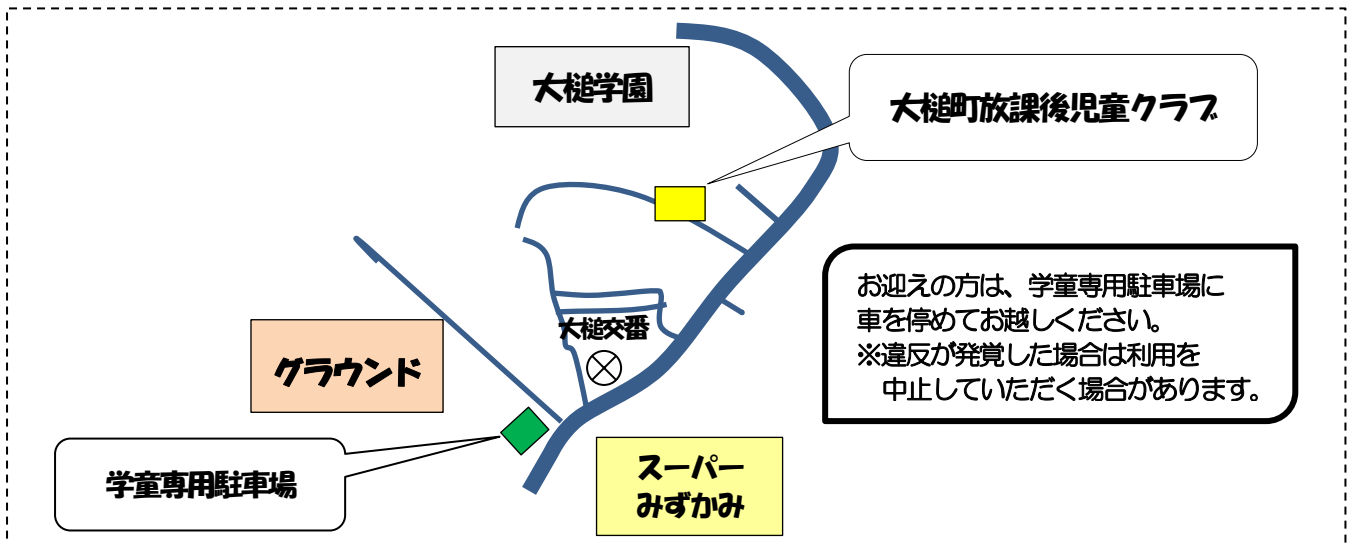 大槌学園
大槌町放課後児童クラブ
お迎えの方は、学童専用駐車場に
車を停めてお越しください。
※違反が発覚した場合は利用を
中止していただく場合があります。
大槌交番
グラウンド
学童専用駐車場
スーパー
みずかみ